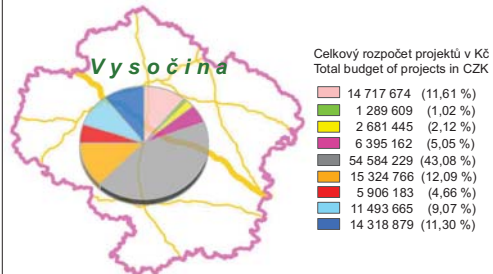 Vysočina
Celkový rozpočet projektů v Kč
Total budget of projects in CZK
14 717 674 (11,61 %)
1 289 609 (1,02 %)
2 681 445 (2,12 %)
6 395 162 (5,05 %)
54 584 229 (43,08 %)
15 324 766 (12,09 %)
5 906 183 (4,66 %)
11 493 665 (9,07 %)
14 318 879 (11,30 %)